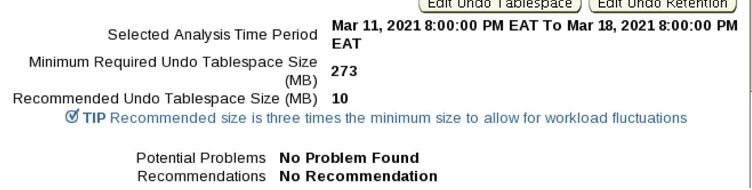 Edit Undo Tablespace Edit Undo Retention
Selected Analysis Time Period Mar 11, 2021 8:00:00 PM EAT To Mar 18, 2021 8:00:00 PM
EAT
Minimum Required Undo Tablespace Size
(MB) 273
Recommended Undo Tablespace Size (MB) 10
TIP Recommended size is three times the minimum size to allow for workload fluctuations
Potential Problems No Problem Found
Recommendations No Recommendation